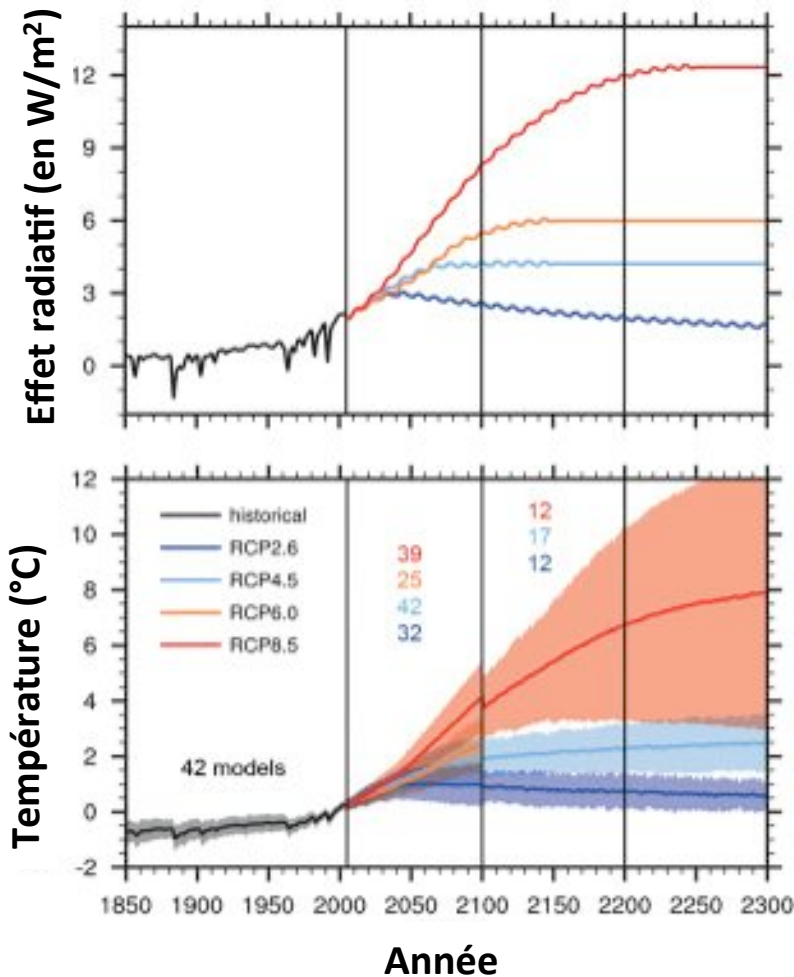 Effet radiatif (en W/m²)
12
9
6
3
0
Température (°C)
12
10
8
6
4
2
0
-2
historical
RCP2.6
RCP4.5
RCP6.0
RCP8.5
39
25
42
32
12
17
12
42 models
1850 1900 1950 2000 2050 2100 2150 2200 2250 2300
Année